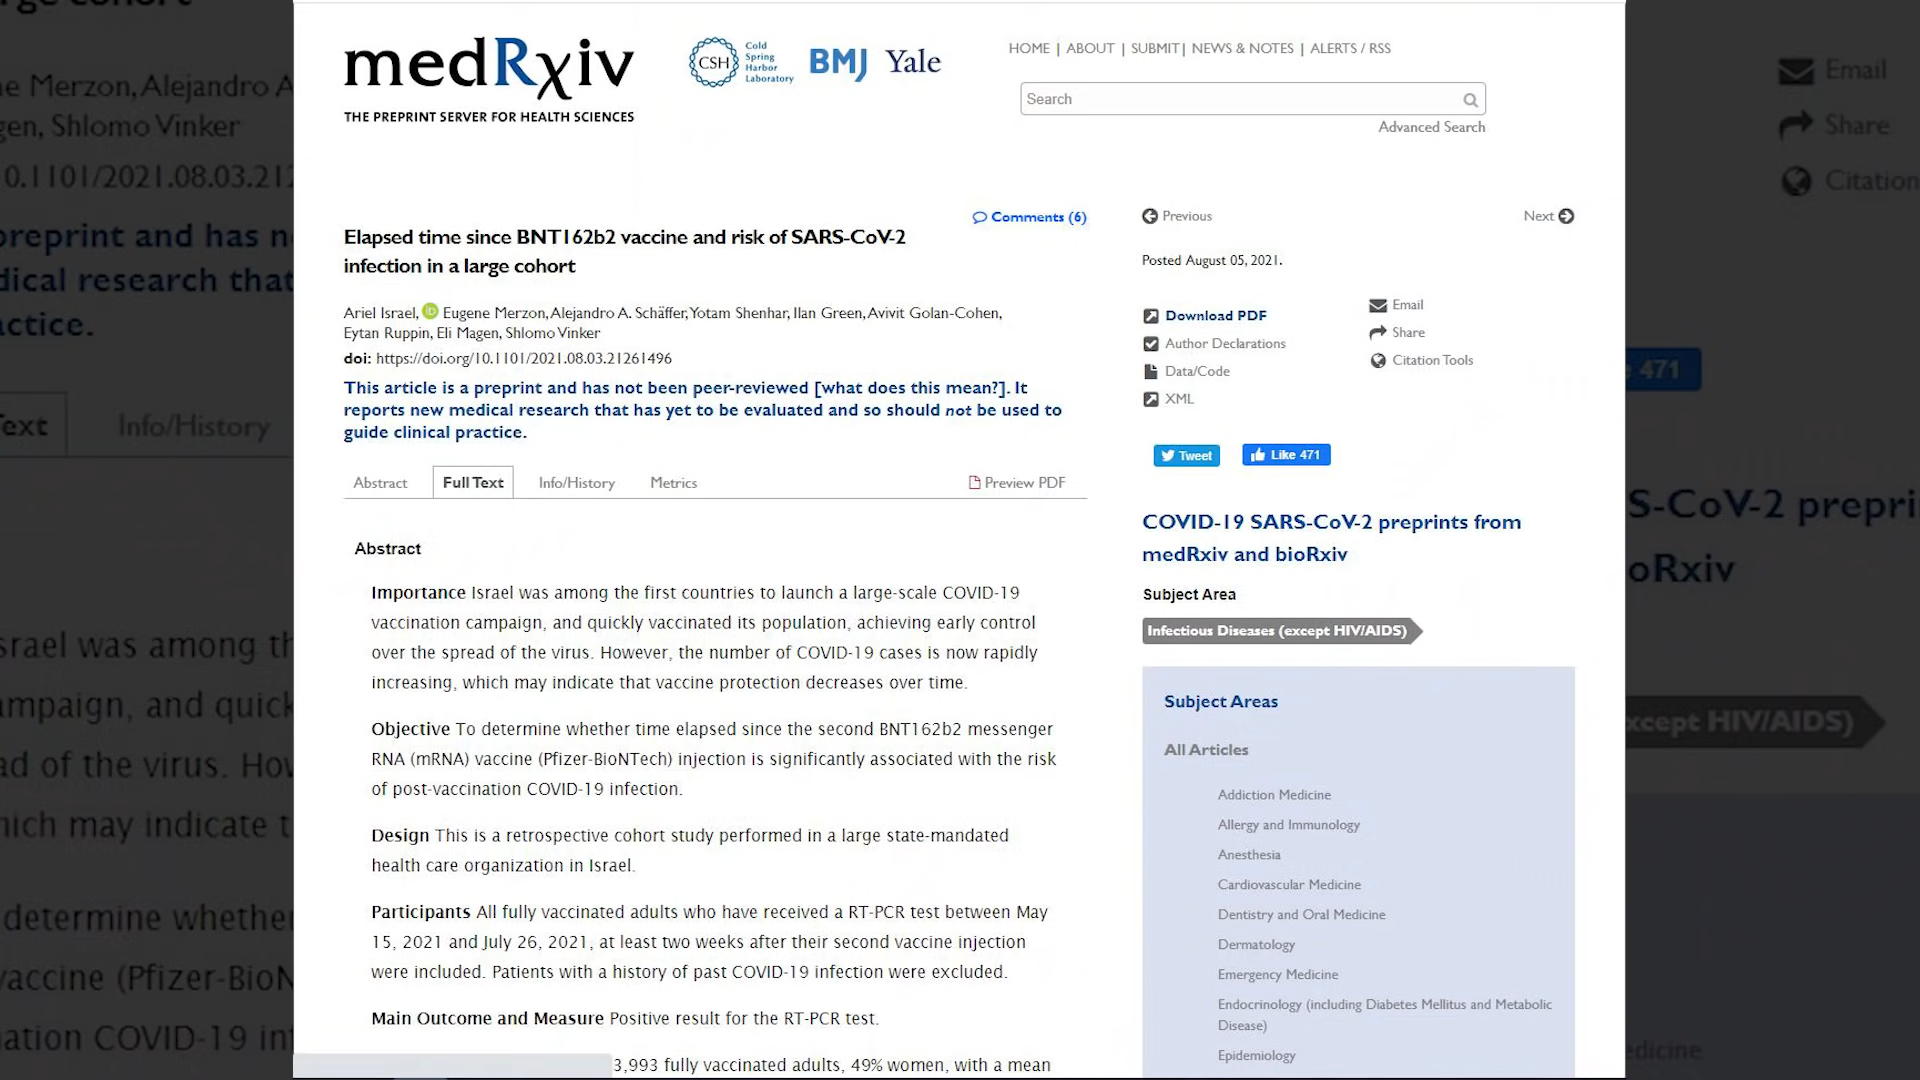 medRxiv
THE PREPRINT SERVER FOR HEALTH SCIENCES
CSH
Cold
Spring
Harbor
Laboratory
BMJ
Yale
HOME | ABOUT | SUBMIT | NEWS & NOTES | ALERTS / RSS
Search
Advanced Search
Comments (6)
Elapsed time since BNT162b2 vaccine and risk of SARS-CoV-2
infection in a large cohort
Ariel Israel, iD Eugene Merzon, Alejandro A. Schäffer, Yotam Shenhar, Ilan Green, Avivit Golan-Cohen,
Eytan Ruppin, Eli Magen, Shlomo Vinker
doi: https://doi.org/10.1101/2021.08.03.21261496
This article is a preprint and has not been peer-reviewed [what does this mean?]. It
reports new medical research that has yet to be evaluated and so should not be used to
guide clinical practice.
Abstract Full Text Info/History Metrics Preview PDF
Abstract
Importance Israel was among the first countries to launch a large-scale COVID-19
vaccination campaign, and quickly vaccinated its population, achieving early control
over the spread of the virus. However, the number of COVID-19 cases is now rapidly
increasing, which may indicate that vaccine protection decreases over time.
Objective To determine whether time elapsed since the second BNT162b2 messenger
RNA (mRNA) vaccine (Pfizer-BioNTech) injection is significantly associated with the risk
of post-vaccination COVID-19 infection.
Design This is a retrospective cohort study performed in a large state-mandated
health care organization in Israel.
Participants All fully vaccinated adults who have received a RT-PCR test between May
15, 2021 and July 26, 2021, at least two weeks after their second vaccine injection
were included. Patients with a history of past COVID-19 infection were excluded.
Main Outcome and Measure Positive result for the RT-PCR test.
3,993 fully vaccinated adults, 49% women, with a mean
Previous Next
Posted August 05, 2021.
Download PDF
Author Declarations
Data/Code
XML
Email
Share
Citation Tools
Tweet
Like 471
COVID-19 SARS-CoV-2 preprints from
medRxiv and bioRxiv
Subject Area
Infectious Diseases (except HIV/AIDS)
Subject Areas
All Articles
Addiction Medicine
Allergy and Immunology
Anesthesia
Cardiovascular Medicine
Dentistry and Oral Medicine
Dermatology
Emergency Medicine
Endocrinology (including Diabetes Mellitus and Metabolic
Disease)
Epidemiology